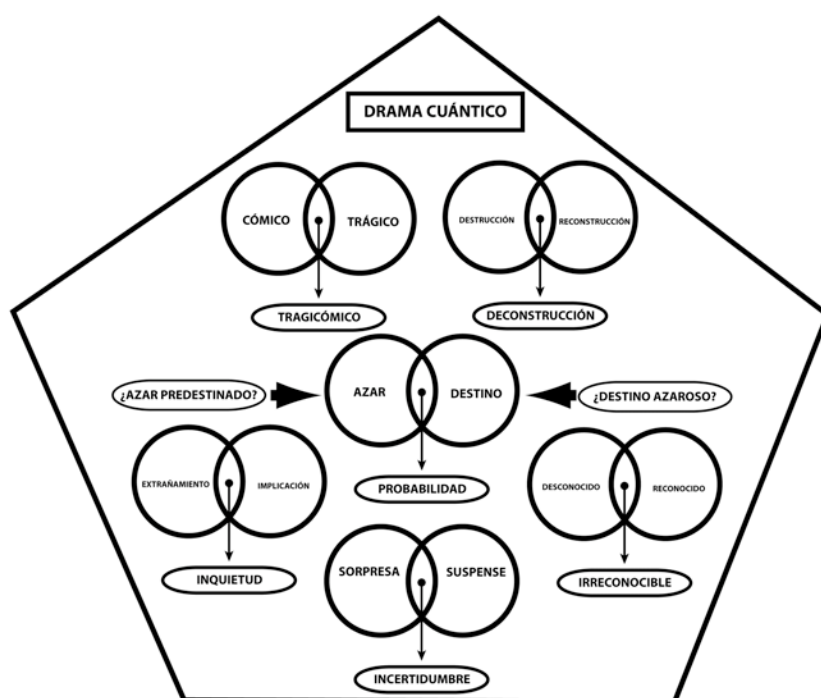 DRAMA CUÁNTICO
CÓMICO
TRÁGICO
DESTRUCCIÓN
RECONSTRUCCIÓN
TRAGICÓMICO
DECONSTRUCCIÓN
¿AZAR PREDESTINADO?
AZAR
DESTINO
¿DESTINO AZAROSO?
EXTRAÑAMIENTO
IMPLICACIÓN
PROBABILIDAD
DESCONOCIDO
RECONOCIDO
INQUIETUD
SORPRESA
SUSPENSE
IRRECONOCIBLE
INCERTIDUMBRE